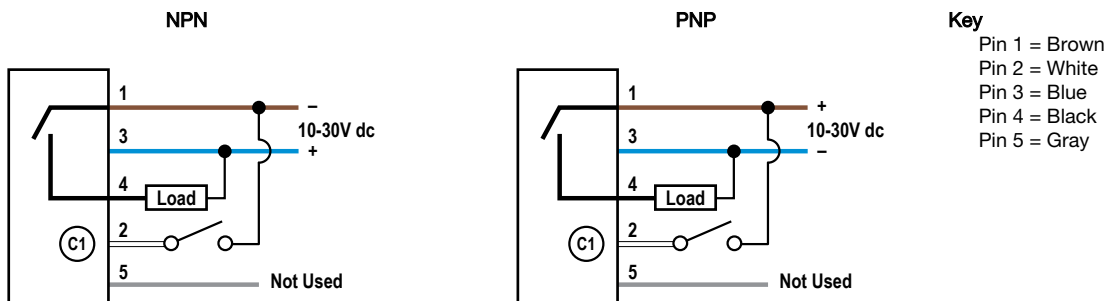 NPN
1
–
10-30V dc
3
+
4
Load
C1
2
5
Not Used
PNP
1
+
10-30V dc
3
–
4
Load
C1
2
5
Not Used
Key
Pin 1 = Brown
Pin 2 = White
Pin 3 = Blue
Pin 4 = Black
Pin 5 = Gray